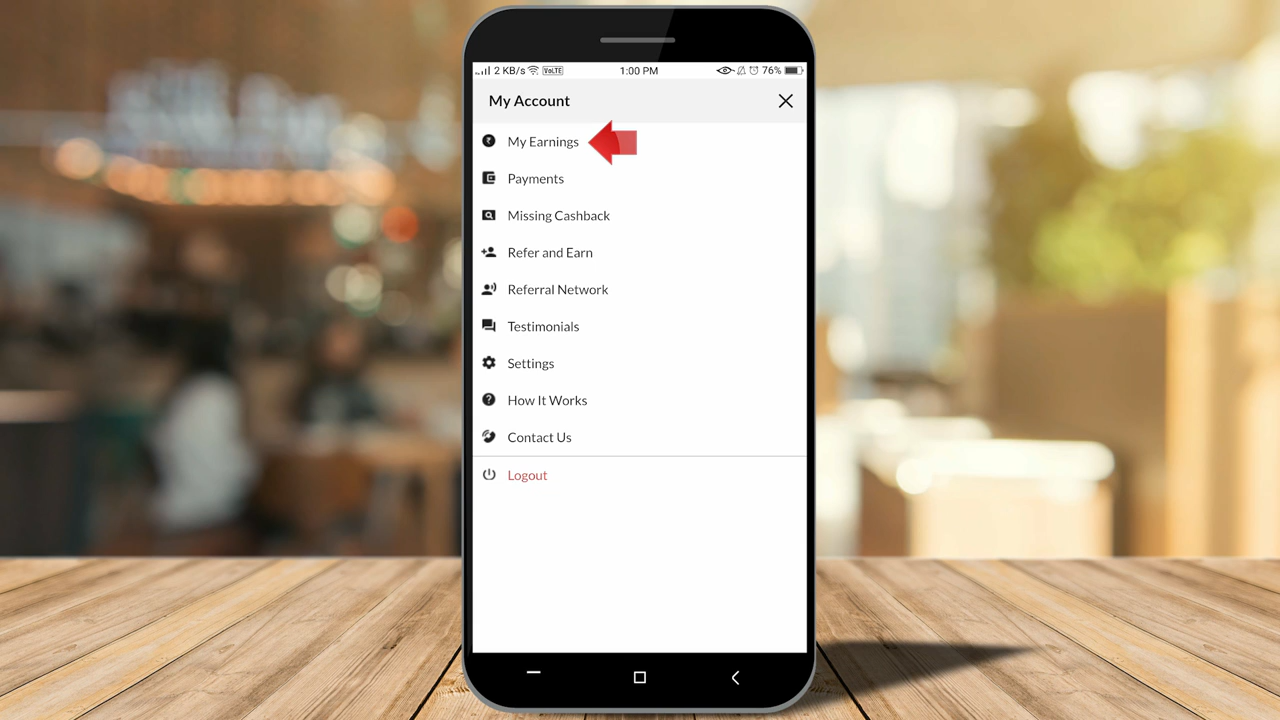 2 KB/s VoLTE 1:00 PM 76%
My Account
My Earnings
Payments
Missing Cashback
Refer and Earn
Referral Network
Testimonials
Settings
How It Works
Contact Us
Logout